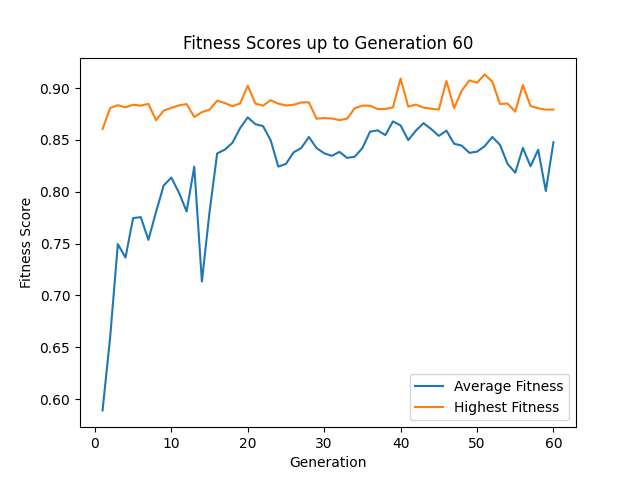 Fitness Scores up to Generation 60
Fitness Score
0.90
0.85
0.80
0.75
0.70
0.65
0.60
0 10 20 30 40 50 60
Generation
Average Fitness
Highest Fitness